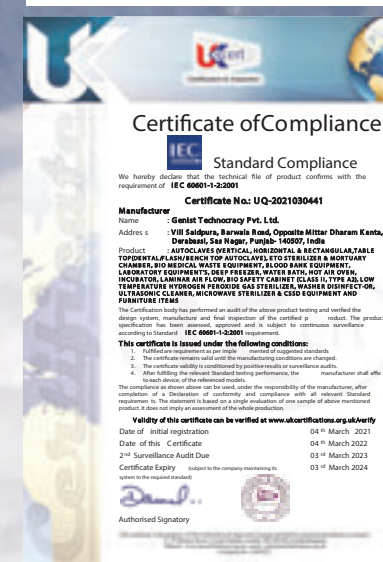 UK
UKcert
Certificate of Compliance
IEC
Standard Compliance
We hereby declare that the technical file of product confirms with the
requirement of IEC 60601-1-2:2001
Certificate No.: UQ-2021030441
Manufacturer
Name : Genist Technocracy Pvt. Ltd.
Addres s : Vill Saidpura, Barwala Road, Opposite Mittar Dharam Kanta,
Derabassi, Sas Nagar, Punjab- 140507, India
Product : AUTOCLAVES (VERTICAL, HORIZONTAL & RECTANGULAR,TABLE
TOP(DENTAL/FLASH/BENCH TOP AUTOCLAVE), ETO STERILIZER & MORTUARY
CHAMBER, BIO MEDICAL WASTE EQUIPMENT, BLOOD BANK EQUIPMENT,
LABORATORY EQUIPMENT'S, DEEP FREEZER, WATER BATH, HOT AIR OVEN,
INCUBATOR, LAMINAR AIR FLOW, BIO SAFETY CABINET (CLASS II, TYPE A2), LOW
TEMPERATURE HYDROGEN PEROXIDE GAS STERILIZER, WASHER DISINFECT-OR,
ULTRASONIC CLEANER, MICROWAVE STERILIZER & CSSD EQUIPMENT AND
FURNITURE ITEMS
The Certification body has performed an audit of the above product testing and verified the
design system, manufacture and final inspection of the certified p roduct. The product
specification has been assessed, approved and is subject to continuous surveillance
according to Standard IEC 60601-1-2:2001 requirement.
This certificate is issued under the following conditions:
1. Fulfilled are requirement as per imple mented of suggested standards
2. The certificate remains valid until the manufacturing conditions are changed.
3. The certificate validity is conditioned by positive results or surveillance audits.
4. After fulfilling the relevant Standard testing performance, the manufacturer shall affix
to each device, of the referenced models.
The compliance as shown above can be used, under the responsibility of the manufacturer, after
completion of a Declaration of conformity and compliance with all relevant Standard
requiremen ts. The statement is based on a single evaluation of one sample of above mentioned
product. It does not imply an assessment of the whole production.
Validity of this certificate can be verified at www.ukcertifications.org.uk/verify
Date of initial registration 04 th March 2021
Date of this Certificate 04 th March 2022
2nd Surveillance Audit Due 03 rd March 2023
Certificate Expiry (subject to the company maintaining its 03 rd March 2024
system to the required standard)
Authorised Signatory